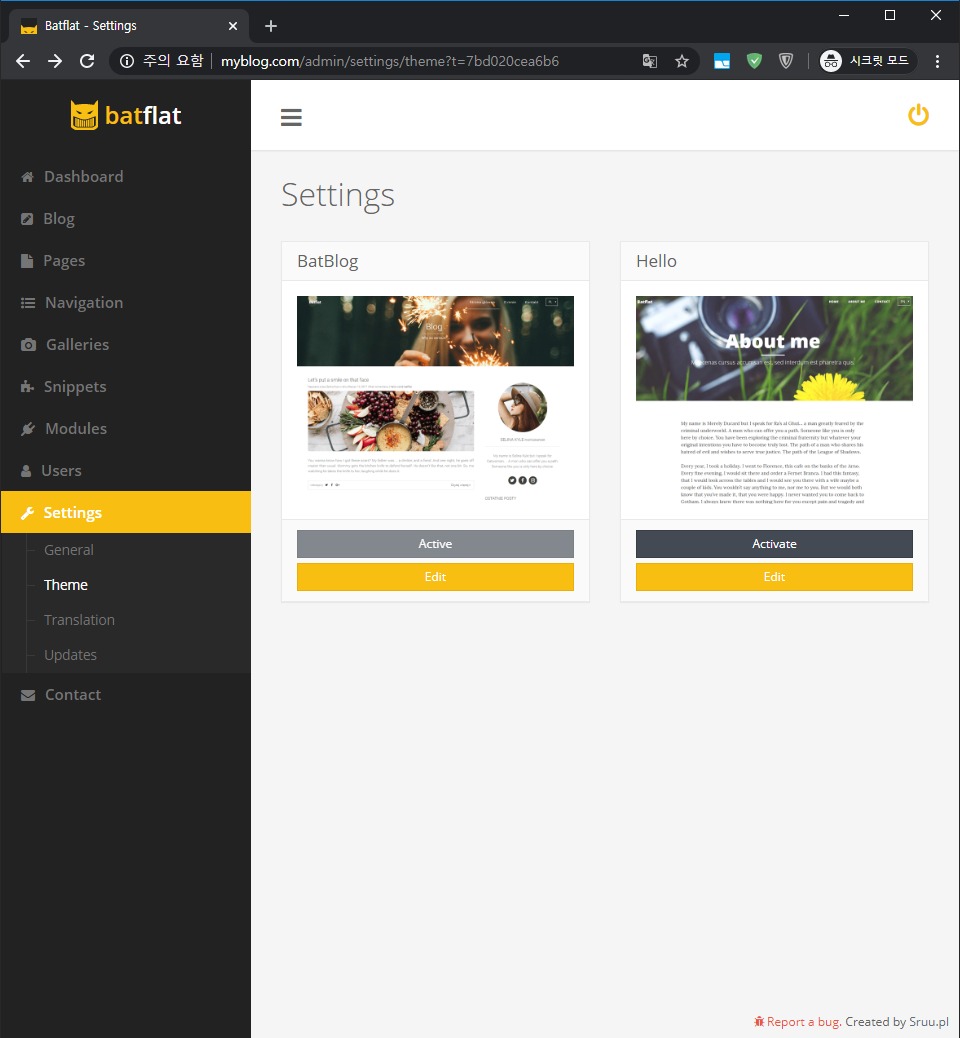 Batflat - Settings
주의 요함 myblog.com/admin/settings/theme?t=7bd020cea6b6 시크릿 모드
batflat
Dashboard
Blog
Pages
Navigation
Galleries
Snippets
Modules
Users
Settings
General
Theme
Translation
Updates
Contact
Settings
BatBlog
Blog
Let's put a smile on that face
Active
Edit
Hello
Batflat HOME ABOUT ME CONTACT
About me
Maecenas cursus accumsan est, sed interdum est pharetra quis.
My name is Merely Ducard but I speak for Ra's al Ghul... a man greatly feared by the
criminal underworld. A man who can offer you a path. Someone like you is only
here by choice. You have been exploring the criminal fraternity but whatever your
original intentions you have to become truly lost. The path of a man who shares his
hatred of evil and wishes to serve true justice. The path of the League of Shadows.
Every year, I took a holiday. I went to Florence, this cafe on the banks of the Arno.
Every fine evening, I would sit there and order a Fernet Branca. I had this fantasy,
that I would look across the tables and I would see you there with a wife maybe a
couple of kids. You wouldn't say anything to me, nor me to you. But we would both
know that you've made it, that you were happy. I never wanted you to come back to
Gotham. I always knew there was nothing here for you except pain and tragedy and
Activate
Edit
Report a bug. Created by Sruu.pl